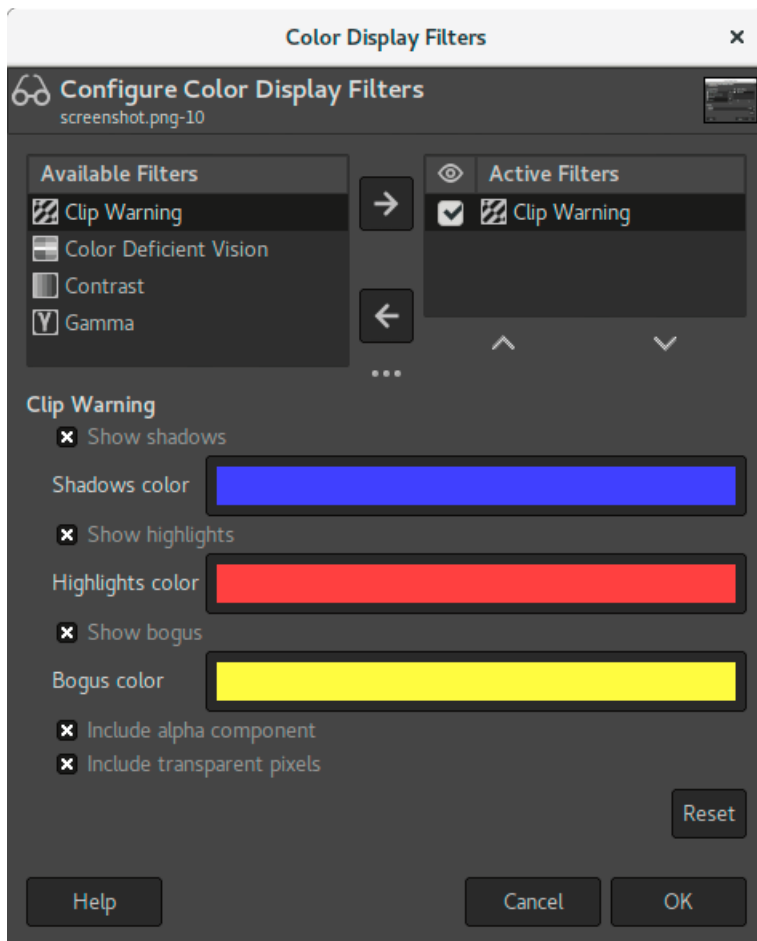 Color Display Filters
Configure Color Display Filters
screenshot.png-10
Available Filters
Clip Warning
Color Deficient Vision
Contrast
Gamma
Active Filters
Clip Warning
Clip Warning
Show shadows
Shadows color
Show highlights
Highlights color
Show bogus
Bogus color
Include alpha component
Include transparent pixels
Reset
Help Cancel OK